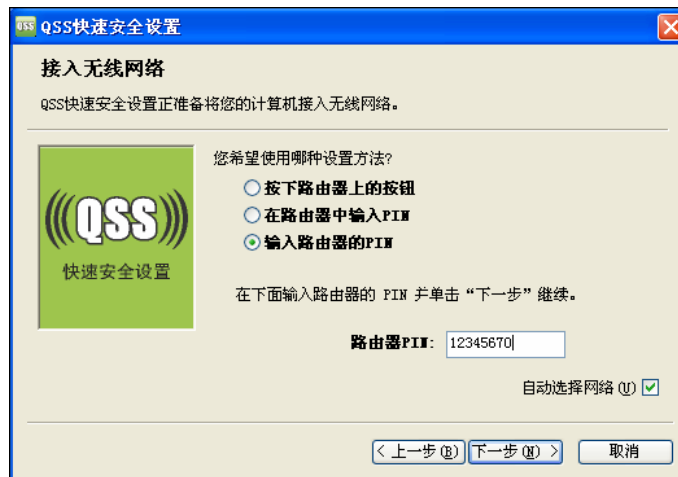 QSS QSS快速安全设置
接入无线网络
QSS快速安全设置正准备将您的计算机接入无线网络。
您希望使用哪种设置方法?
按下路由器上的按钮
在路由器中输入PIN
输入路由器的PIN
QSS
快速安全设置
在下面输入路由器的 PIN 并单击“下一步”继续。
路由器PIN: 12345670
自动选择网络(U)
< 上一步(B) 下一步(N) > 取消